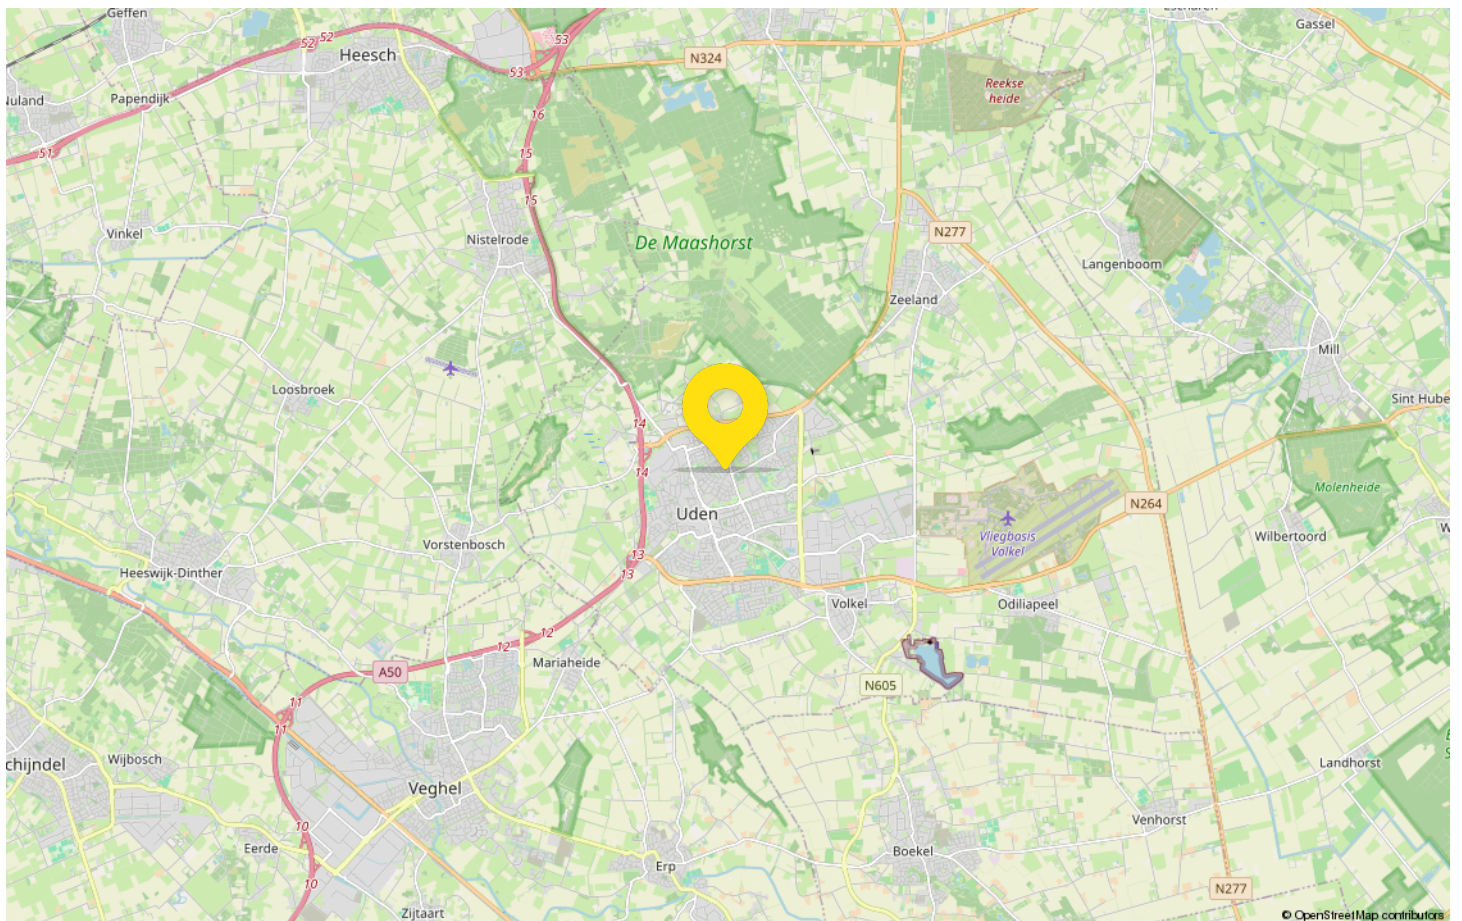 Geffen
Gassel
52
52
53
Heesch
N324
53
Reekse
heide
Nuland
Papendijk
16
51
15
15
Vinkel
Nistelrode
De Maashorst
N277
Langenboom
Zeeland
Mill
Loosbroek
Sint Hube
14
14
Molenheide
N264
Uden
Vliegbasis
Volkel
Wilbertoord
Vorstenbosch
13
13
Heeswijk-Dinther
Volkel
Odiliapeel
12
12
Mariaheide
A50
N605
11
11
Wijbosch
chijndel
Landhorst
Veghel
Venhorst
10
Eerde
Boekel
Erp
10
N277
Zijtaart
© OpenStreetMap contributors